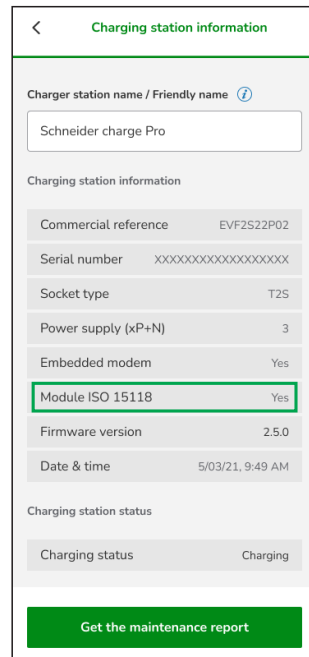 Charging station information
Charger station name / Friendly name i
Schneider charge Pro
Charging station information
Commercial reference EVF2S22P02
Serial number XXXXXXXXXXXXXXXXXX
Socket type T2S
Power supply (xP+N) 3
Embedded modem Yes
Module ISO 15118 Yes
Firmware version 2.5.0
Date & time 5/03/21, 9:49 AM
Charging station status
Charging status Charging
Get the maintenance report